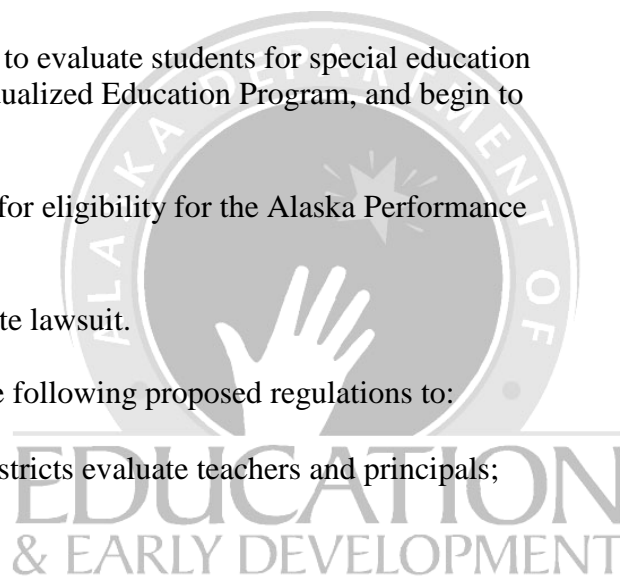 to evaluate students for special education
dualized Education Program, and begin to
for eligibility for the Alaska Performance
te lawsuit.
e following proposed regulations to:
stricts evaluate teachers and principals;
ALASKA DEPARTMENT OF
EDUCATION
& EARLY DEVELOPMENT